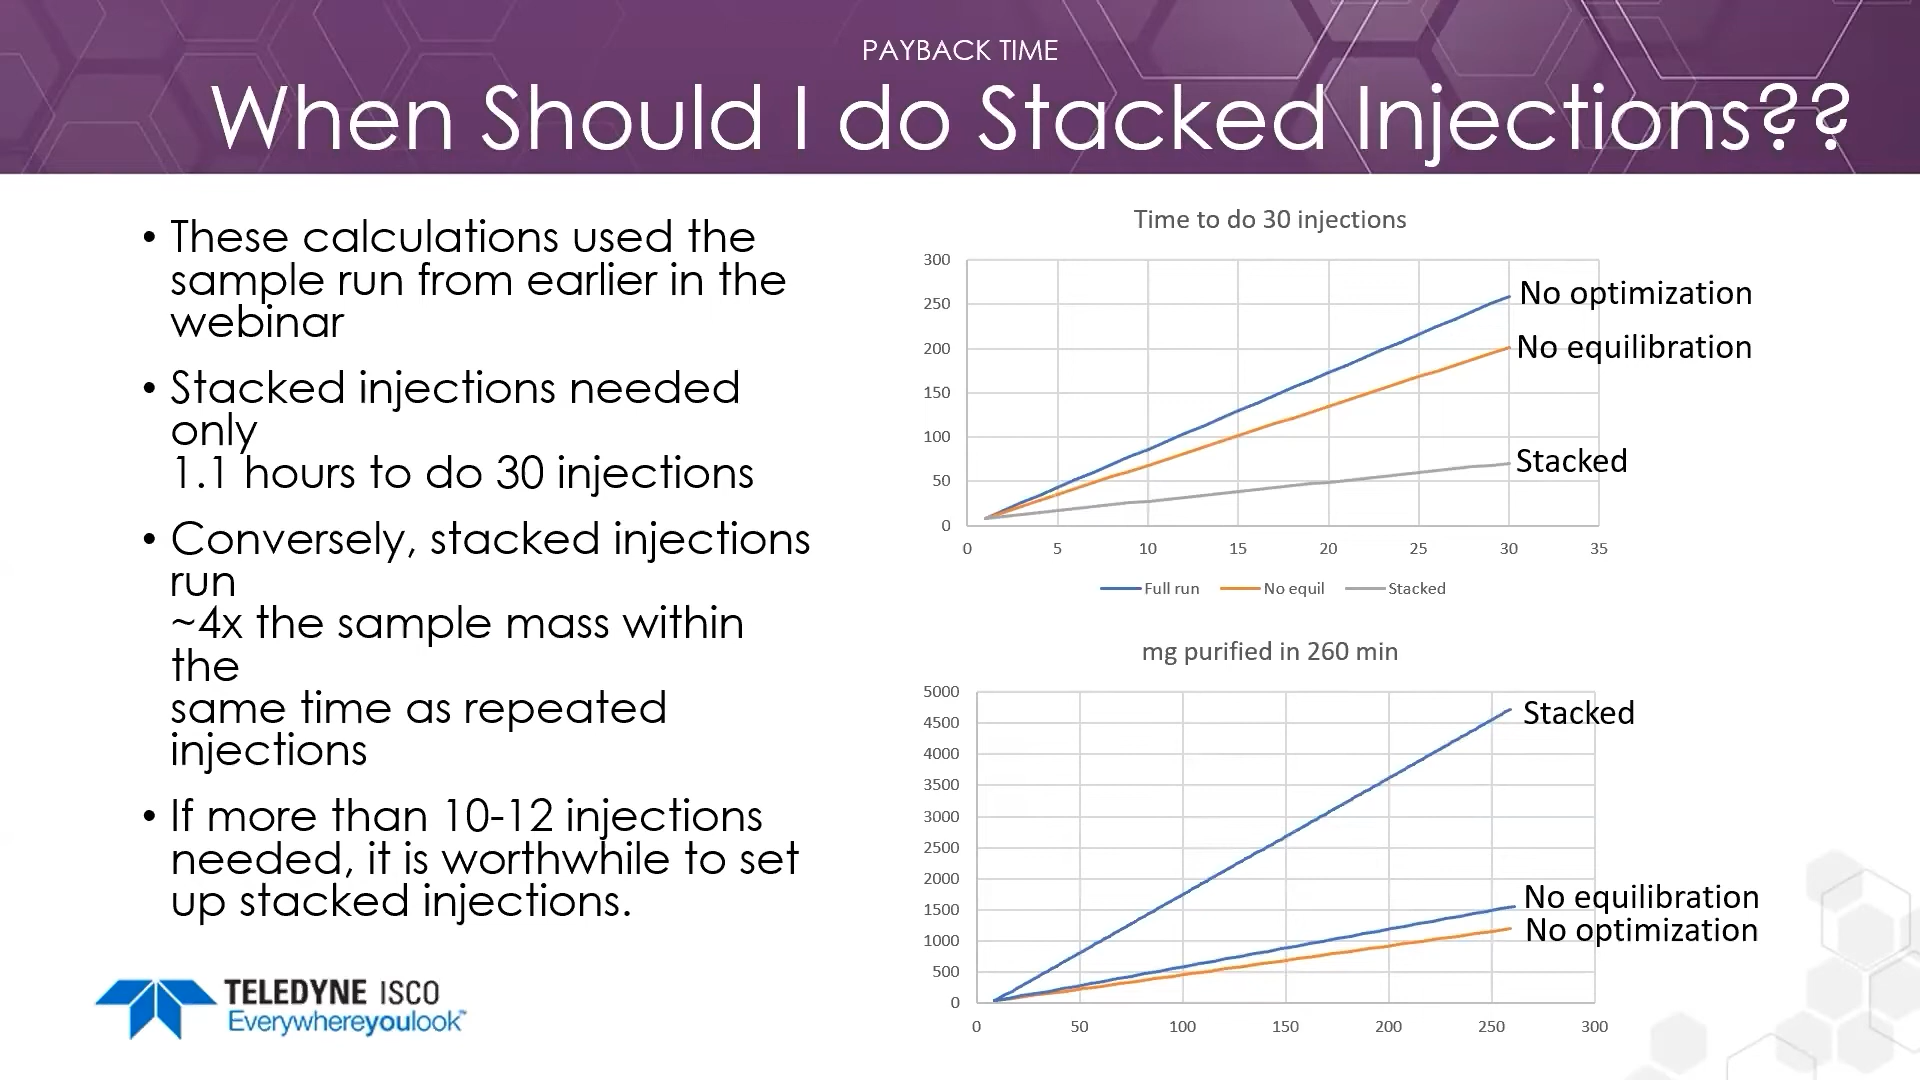 PAYBACK TIME
When Should I do Stacked Injections??
• These calculations used the
sample run from earlier in the
webinar
• Stacked injections needed
only
1.1 hours to do 30 injections
• Conversely, stacked injections
run
~4x the sample mass within
the
same time as repeated
injections
• If more than 10-12 injections
needed, it is worthwhile to set
up stacked injections.
TELEDYNE ISCO
Everywhereyoulook™
Time to do 30 injections
300
250
200
150
100
50
0
0 5 10 15 20 25 30 35
No optimization
No equilibration
Stacked
Full run No equil Stacked
mg purified in 260 min
5000
4500
4000
3500
3000
2500
2000
1500
1000
500
0
0 50 100 150 200 250 300
Stacked
No equilibration
No optimization